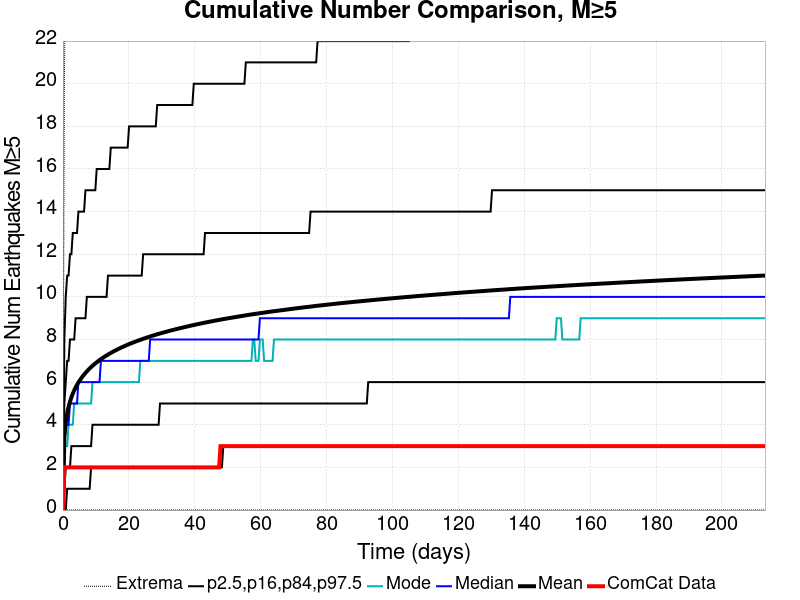 Cumulative Number Comparison, M≥5
Cumulative Num Earthquakes M≥5
22
20
18
16
14
12
10
8
6
4
2
0
0 20 40 60 80 100 120 140 160 180 200
Time (days)
Extrema p2.5,p16,p84,p97.5 Mode Median Mean ComCat Data